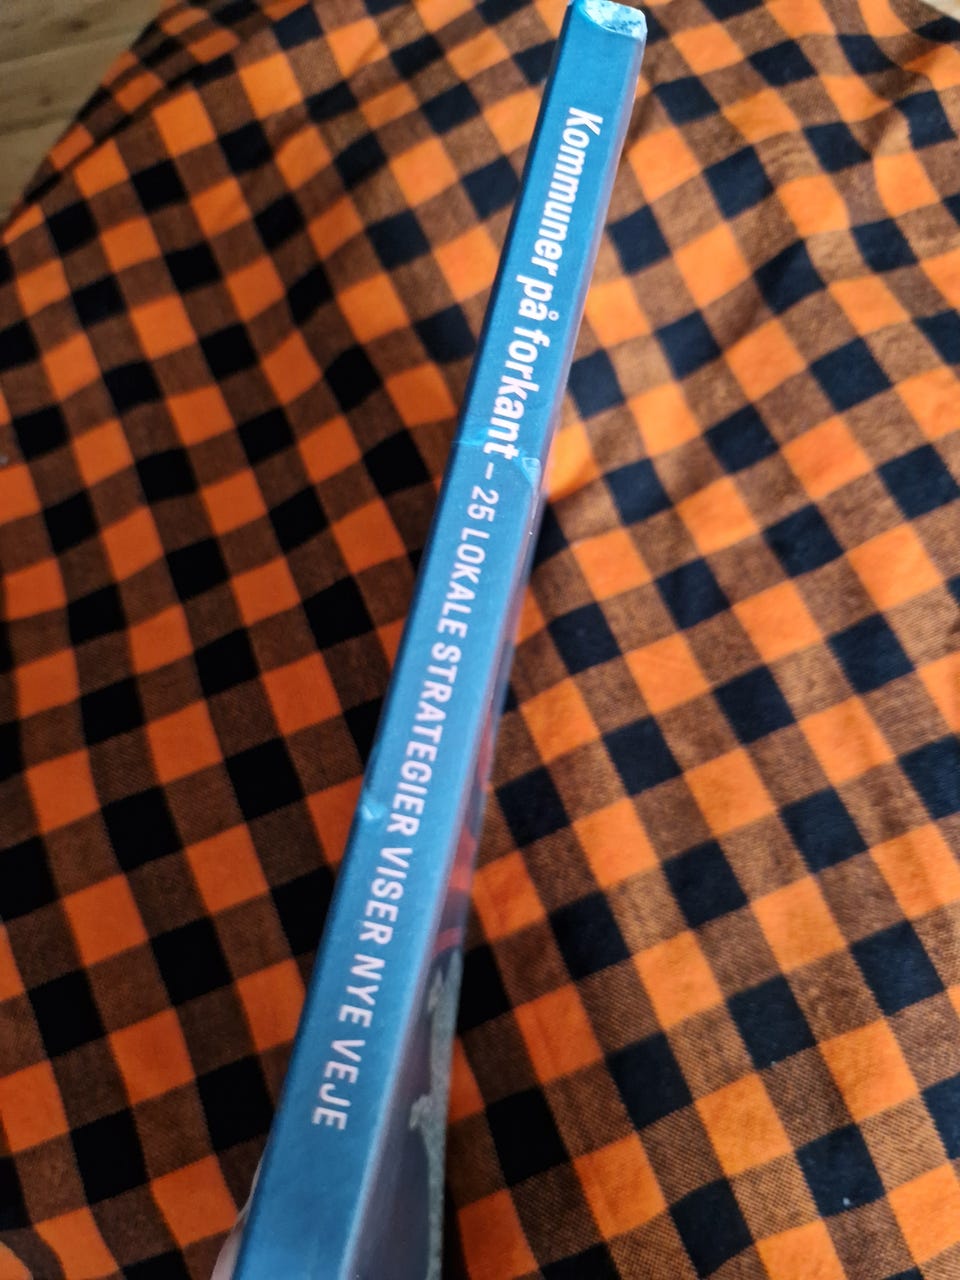 Kommuner på forkant – 25 LOKALE STRATEGIER VISER NYE VEJE